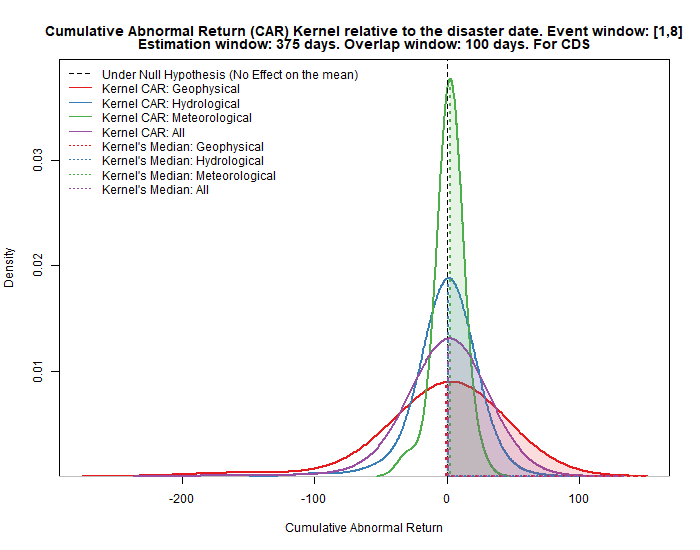 Cumulative Abnormal Return (CAR) Kernel relative to the disaster date. Event window: [1,8]
Estimation window: 375 days. Overlap window: 100 days. For CDS
Under Null Hypothesis (No Effect on the mean)
Kernel CAR: Geophysical
Kernel CAR: Hydrological
Kernel CAR: Meteorological
Kernel CAR: All
Kernel's Median: Geophysical
Kernel's Median: Hydrological
Kernel's Median: Meteorological
Kernel's Median: All
Density
0.03
0.02
0.01
-200
-100
0
100
Cumulative Abnormal Return